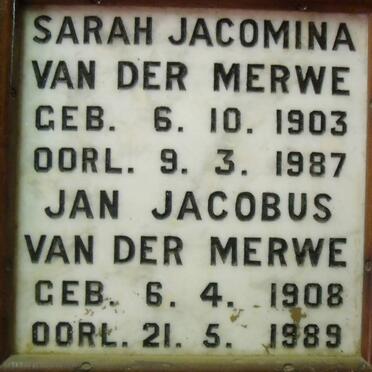 SARAH JACOMINA
VAN DER MERWE
GEB. 6. 10. 1903
OORL. 9. 3. 1987
JAN JACOBUS
VAN DER MERWE
GEB. 6. 4. 1908
OORL. 21. 5. 1989